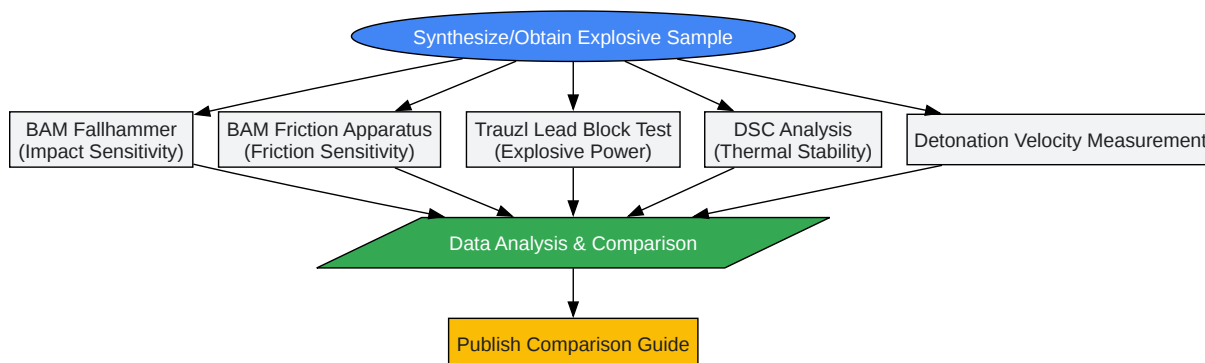 Synthesize/Obtain Explosive Sample
BAM Fallhammer
(Impact Sensitivity)
BAM Friction Apparatus
(Friction Sensitivity)
Trauzl Lead Block Test
(Explosive Power)
DSC Analysis
(Thermal Stability)
Detonation Velocity Measurement
Data Analysis & Comparison
Publish Comparison Guide